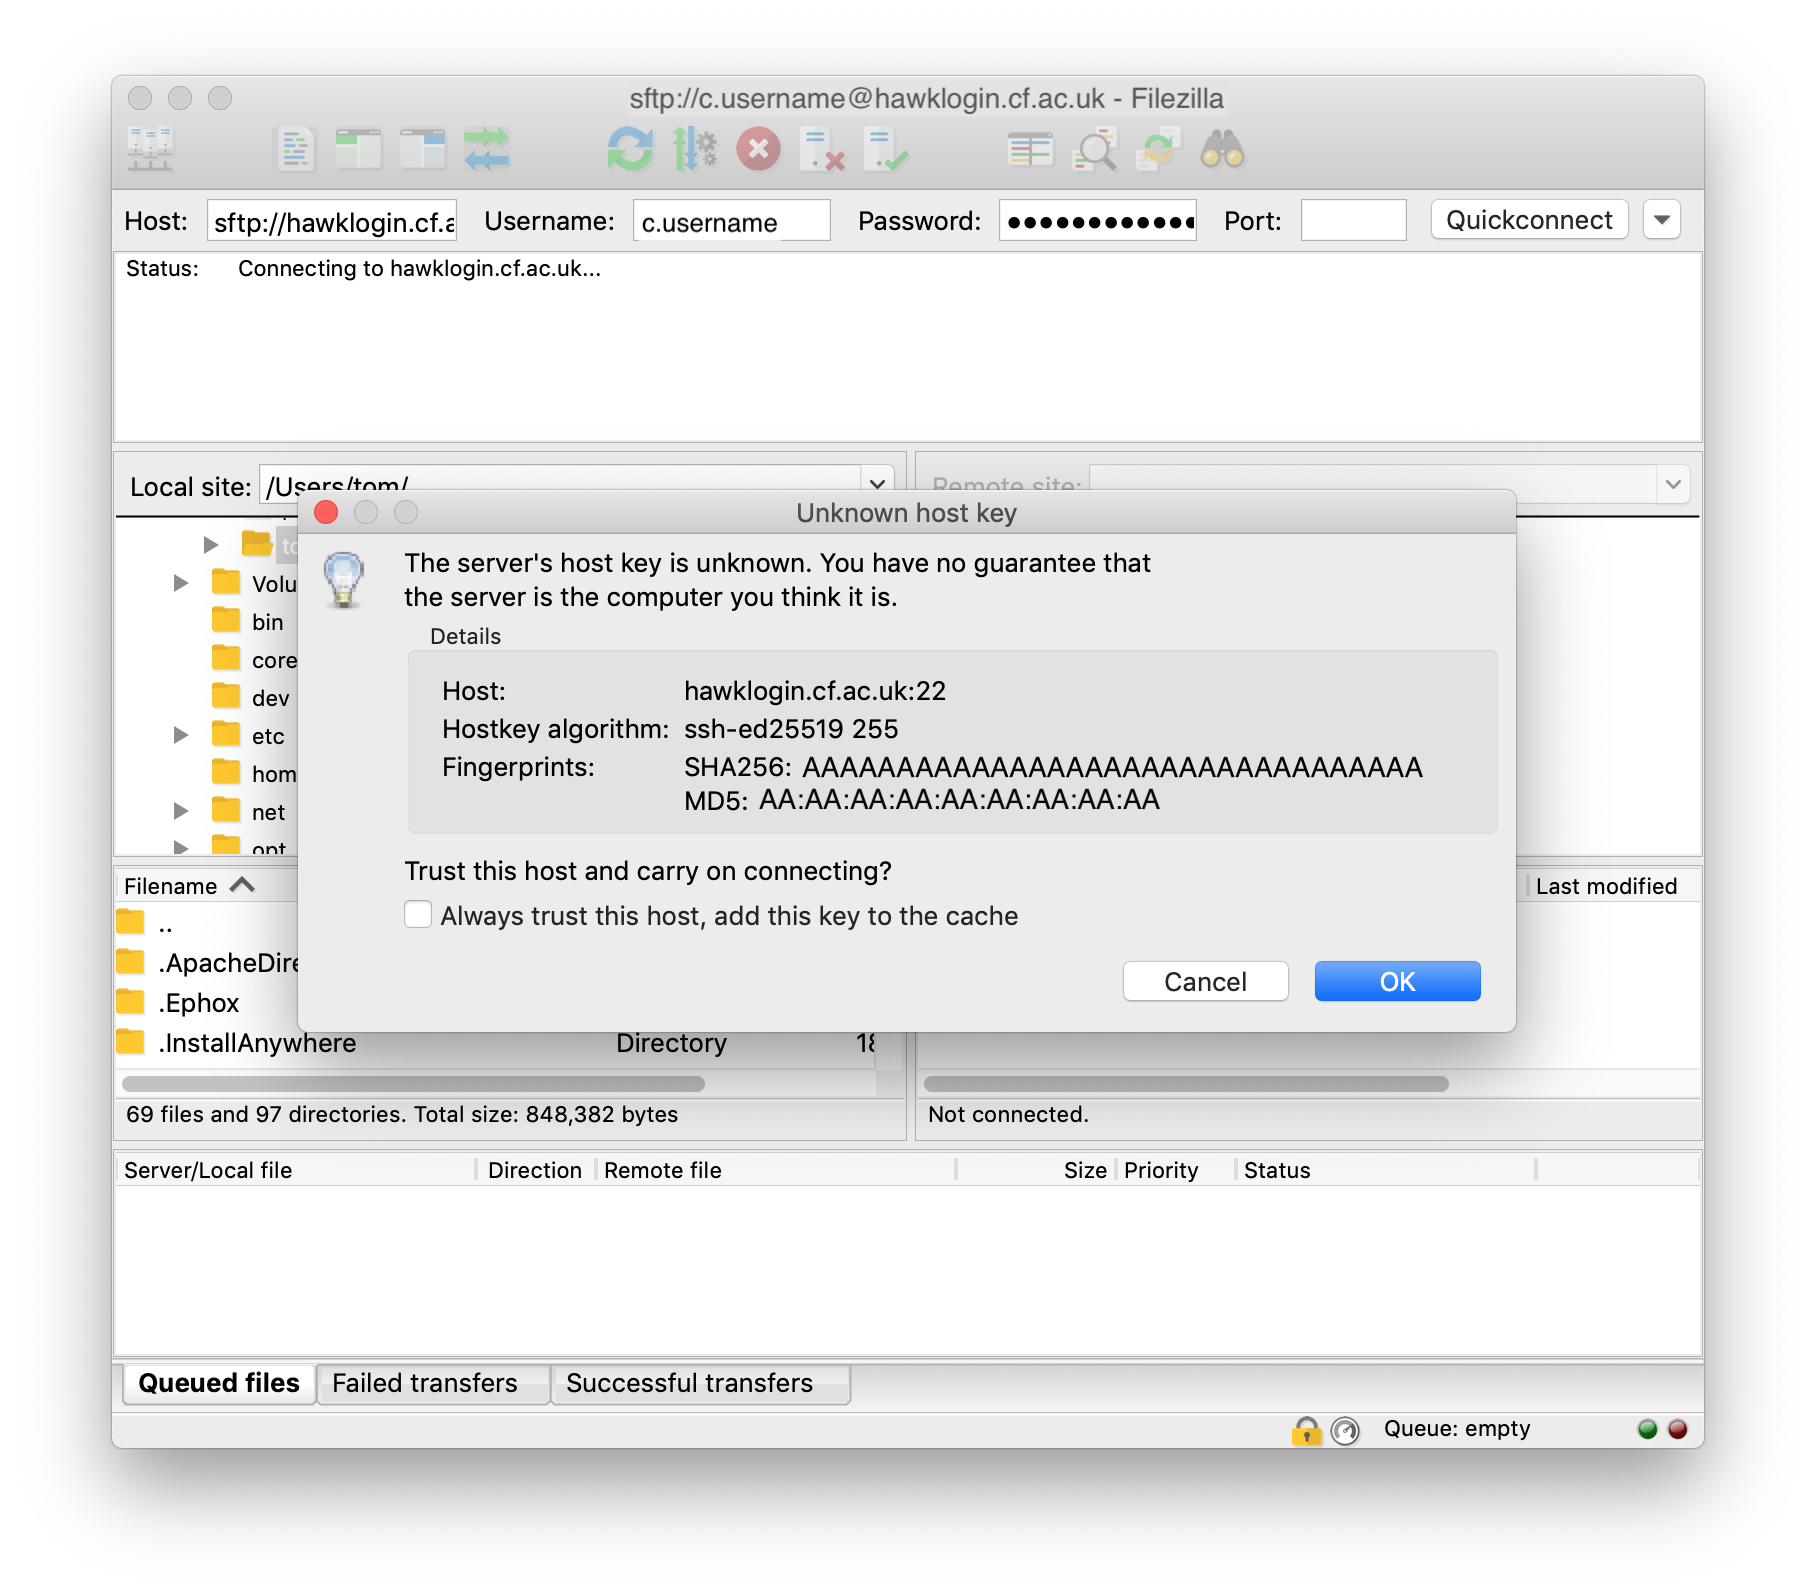 sftp://c.username@hawklogin.cf.ac.uk - Filezilla
Host: sftp://hawklogin.cf.a Username: c.username Password: ●●●●●●●●●●●● Port: Quickconnect
Status: Connecting to hawklogin.cf.ac.uk...
Local site: /Users/tom/
Remote site:
Unknown host key
The server's host key is unknown. You have no guarantee that
the server is the computer you think it is.
Details
Host: hawklogin.cf.ac.uk:22
Hostkey algorithm: ssh-ed25519 255
Fingerprints: SHA256: AAAAAAAAAAAAAAAAAAAAAAAAAAAAAAAAA
MD5: AA:AA:AA:AA:AA:AA:AA:AA:AA
Trust this host and carry on connecting?
Always trust this host, add this key to the cache
Cancel OK
Volu
bin
core
dev
etc
hom
net
opt
Filename
Last modified
..
.ApacheDire
.Ephox
.InstallAnywhere Directory
69 files and 97 directories. Total size: 848,382 bytes
Not connected.
Server/Local file Direction Remote file Size Priority Status
Queued files Failed transfers Successful transfers
Queue: empty